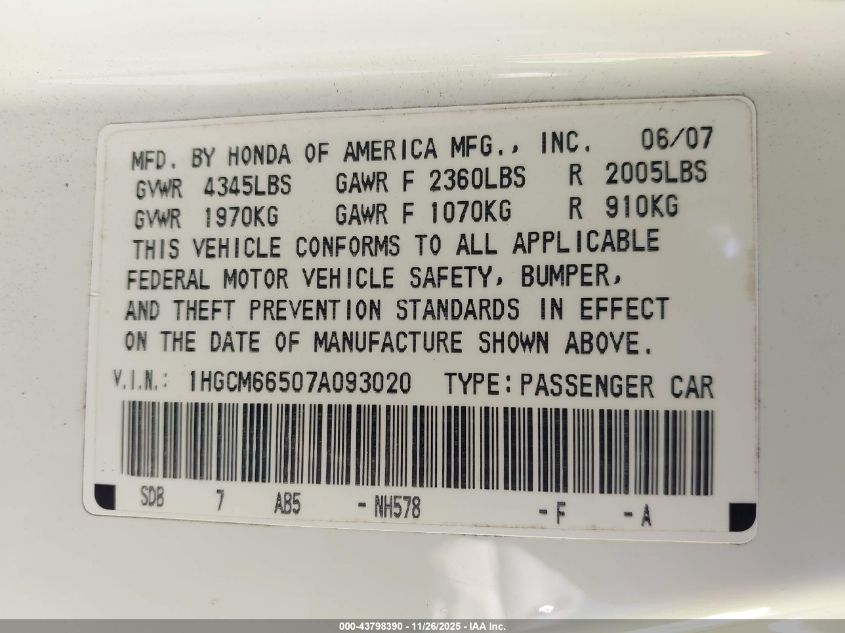 MFD. BY HONDA OF AMERICA MFG., INC. 06/07
GVWR 4345LBS GAWR F 2360LBS R 2005LBS
GVWR 1970KG GAWR F 1070KG R 910KG
THIS VEHICLE CONFORMS TO ALL APPLICABLE
FEDERAL MOTOR VEHICLE SAFETY, BUMPER,
AND THEFT PREVENTION STANDARDS IN EFFECT
ON THE DATE OF MANUFACTURE SHOWN ABOVE.
V.I.N.: 1HGCM66507A093020 TYPE: PASSENGER CAR
SDB 7 AB5 - NH578 - F - A
000-43798390 - 11/26/2025 - IAA Inc.